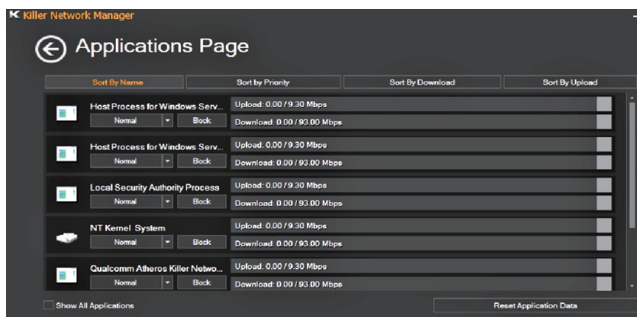 Killer Network Manager
Applications Page
Sort By Name
Sort by Priority
Sort By Download
Sort By Upload
Host Process for Windows Serv...
Upload: 0.00 / 9.30 Mbps
Normal
Block
Download: 0.00 / 93.00 Mbps
Host Process for Windows Serv...
Upload: 0.00 / 9.30 Mbps
Normal
Block
Download: 0.00 / 93.00 Mbps
Local Security Authority Process
Upload: 0.00 / 9.30 Mbps
Normal
Block
Download: 0.00 / 93.00 Mbps
NT Kernel System
Upload: 0.00 / 9.30 Mbps
Normal
Block
Download: 0.00 / 93.00 Mbps
Qualcomm Atheros Killer Netwo...
Upload: 0.00 / 9.30 Mbps
Normal
Block
Download: 0.00 / 93.00 Mbps
Show All Applications
Reset Application Data